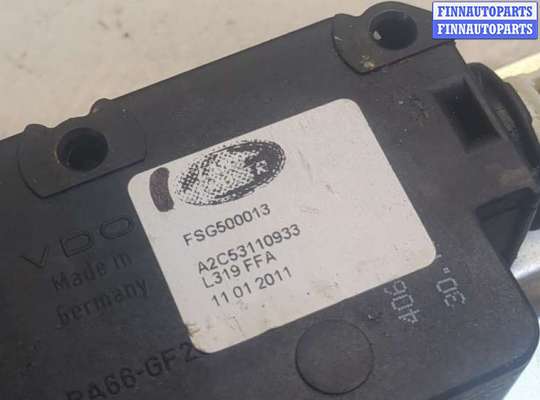 FINNAUTOPARTS
FINNAUTOPARTS
VDO
Made in
Germany
FSG500013
A2C53110933
L319 FFA
11 01 2011